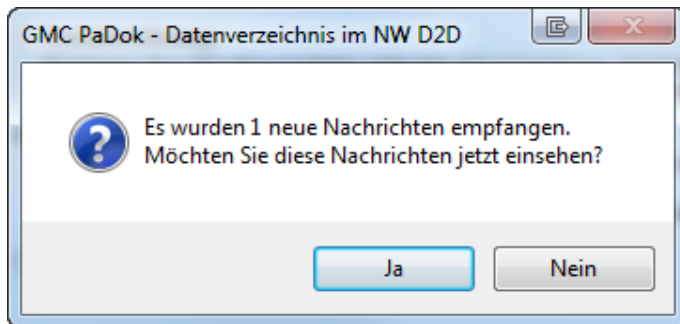 GMC PaDok - Datenverzeichnis im NW D2D
Es wurden 1 neue Nachrichten empfangen.
Möchten Sie diese Nachrichten jetzt einsehen?
Ja
Nein